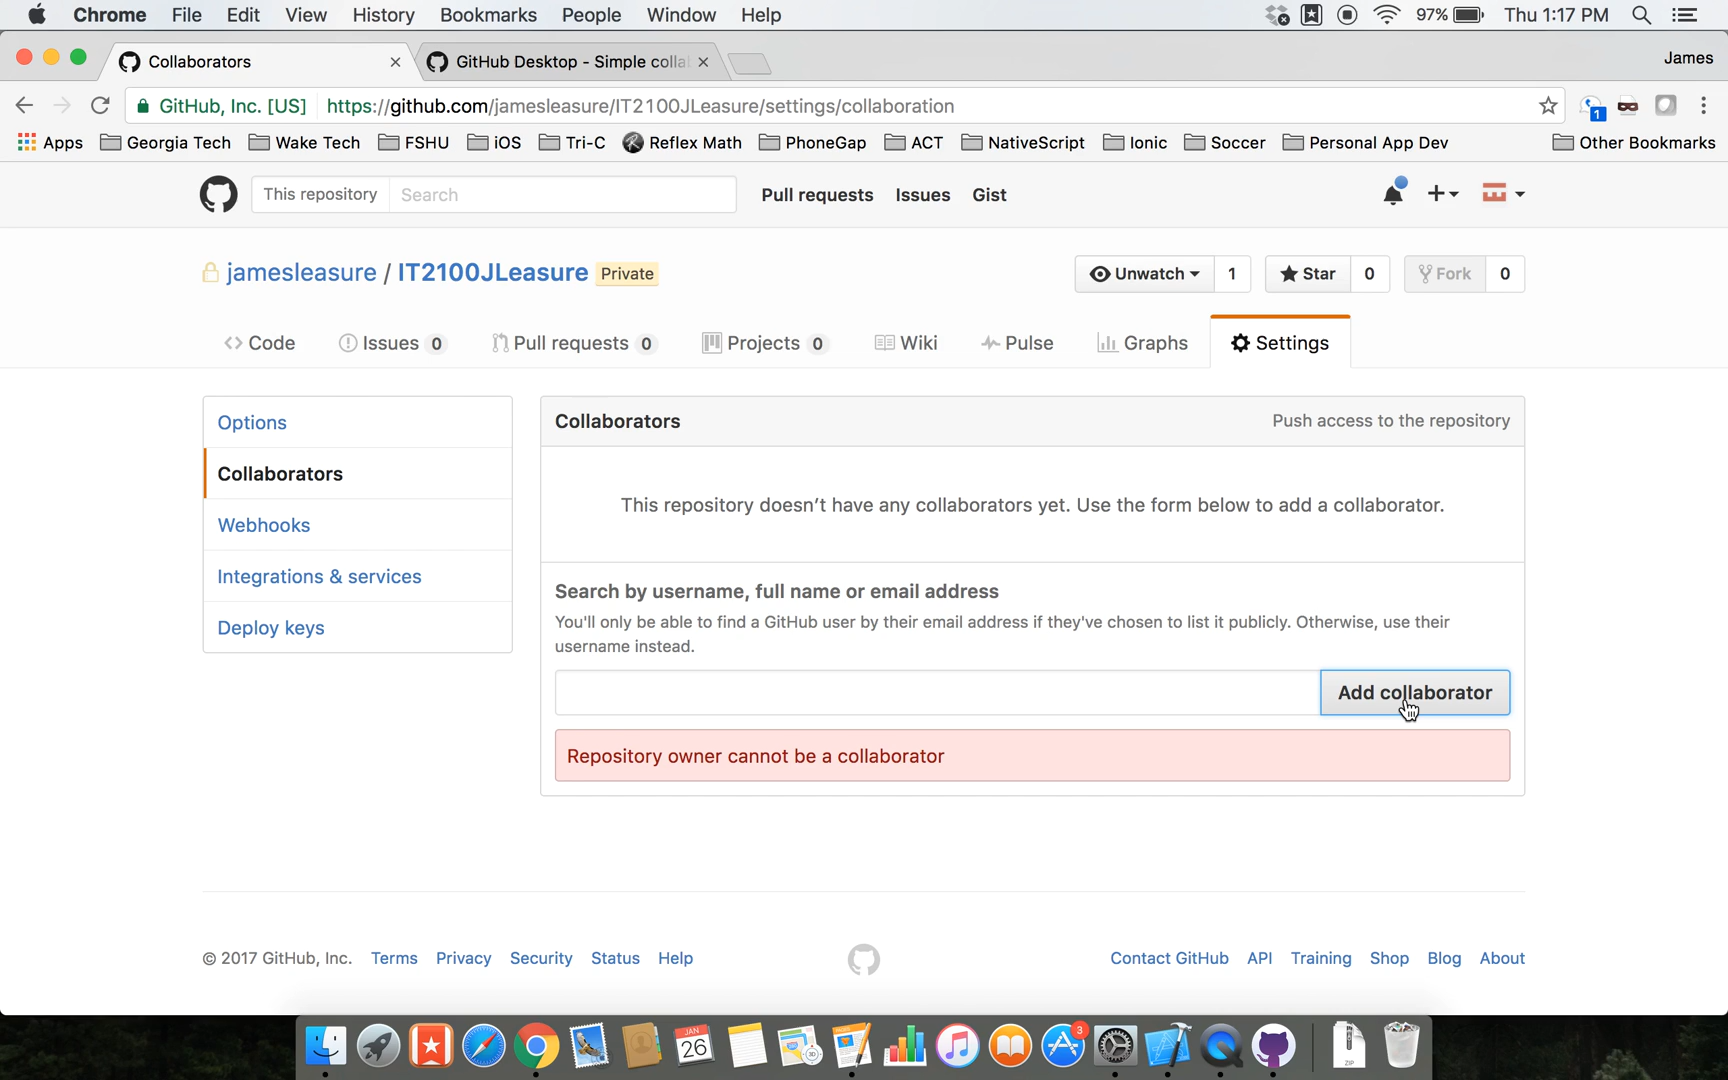 Chrome File Edit View History Bookmarks People Window Help 97% Thu 1:17 PM
Collaborators GitHub Desktop - Simple colla James
GitHub, Inc. [US] https://github.com/jamesleasure/IT2100JLeasure/settings/collaboration 1
Apps Georgia Tech Wake Tech FSHU iOS Tri-C Reflex Math PhoneGap ACT NativeScript Ionic Soccer Personal App Dev Other Bookmarks
This repository Search Pull requests Issues Gist
jamesleasure / IT2100JLeasure Private Unwatch 1 Star 0 Fork 0
Code Issues 0 Pull requests 0 Projects 0 Wiki Pulse Graphs Settings
Options
Collaborators
Webhooks
Integrations & services
Deploy keys
Collaborators Push access to the repository
This repository doesn't have any collaborators yet. Use the form below to add a collaborator.
Search by username, full name or email address
You'll only be able to find a GitHub user by their email address if they've chosen to list it publicly. Otherwise, use their
username instead.
Add collaborator
Repository owner cannot be a collaborator
© 2017 GitHub, Inc. Terms Privacy Security Status Help Contact GitHub API Training Shop Blog About
JAN
26
3
ZIP